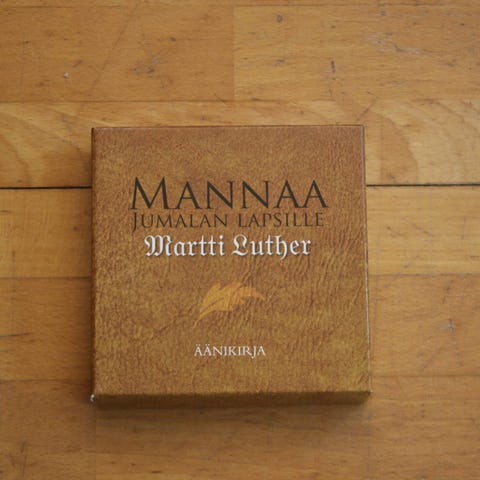 MANNAA
JUMALAN LAPSILLE
Martti Luther
ÄÄNIKIRJA